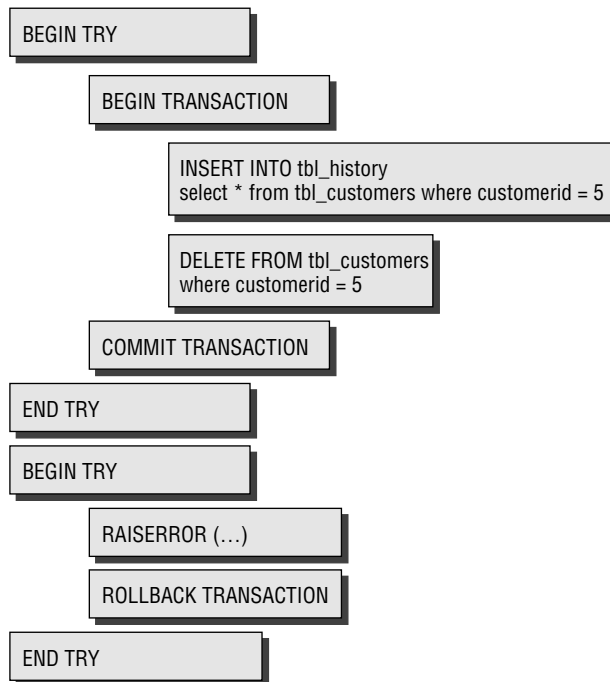 BEGIN TRY
BEGIN TRANSACTION
INSERT INTO tbl_history
select * from tbl_customers where customerid = 5
DELETE FROM tbl_customers
where customerid = 5
COMMIT TRANSACTION
END TRY
BEGIN TRY
RAISERROR (…)
ROLLBACK TRANSACTION
END TRY